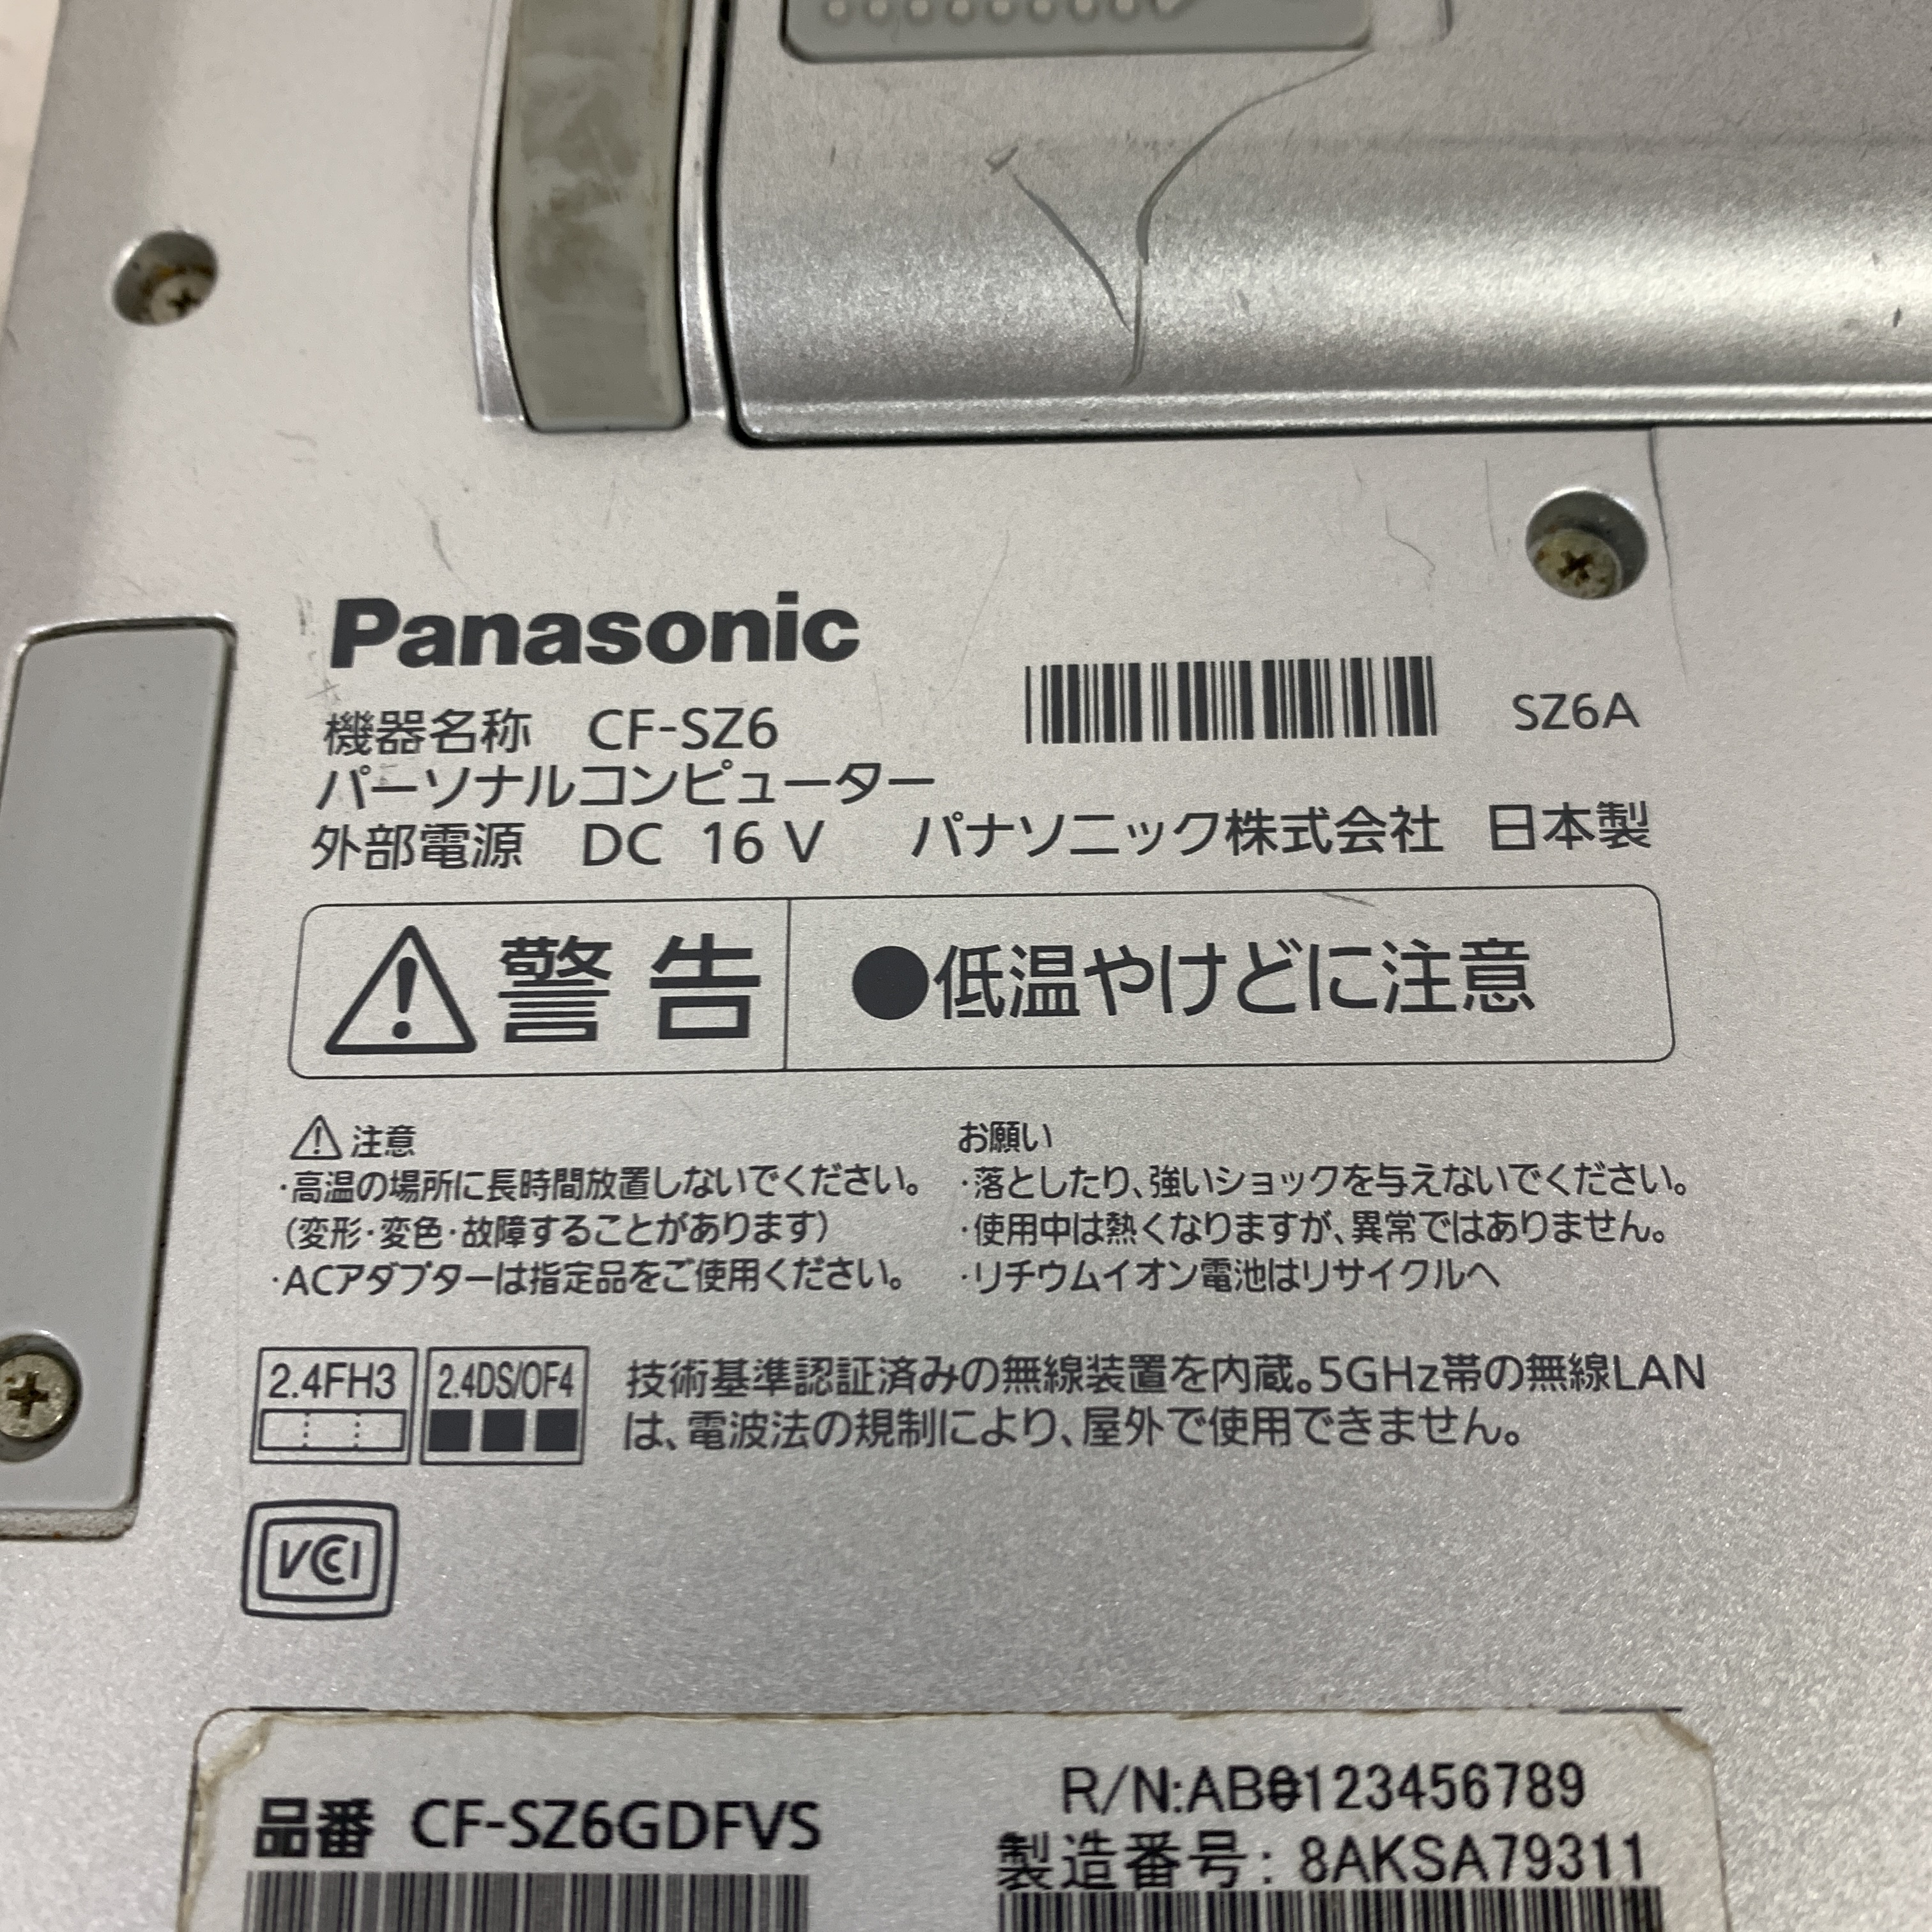 Panasonic
機器名称 CF-SZ6
SZ6A
パーソナルコンピューター
外部電源 DC 16 V パナソニック株式会社 日本製
警告 ●低温やけどに注意
注意
・高温の場所に長時間放置しないでください。
(変形・変色・故障することがあります)
・ACアダプターは指定品をご使用ください。
お願い
・落としたり、強いショックを与えないでください。
・使用中は熱くなりますが、異常ではありません。
・リチウムイオン電池はリサイクルへ
2.4FH3
2.4DS/OF4
技術基準認証済みの無線装置を内蔵。5GHz帯の無線LAN
は、電波法の規制により、屋外で使用できません。
VCCI
品番 CF-SZ6GDFVS
R/N:AB0123456789
製造番号: 8AKSA79311